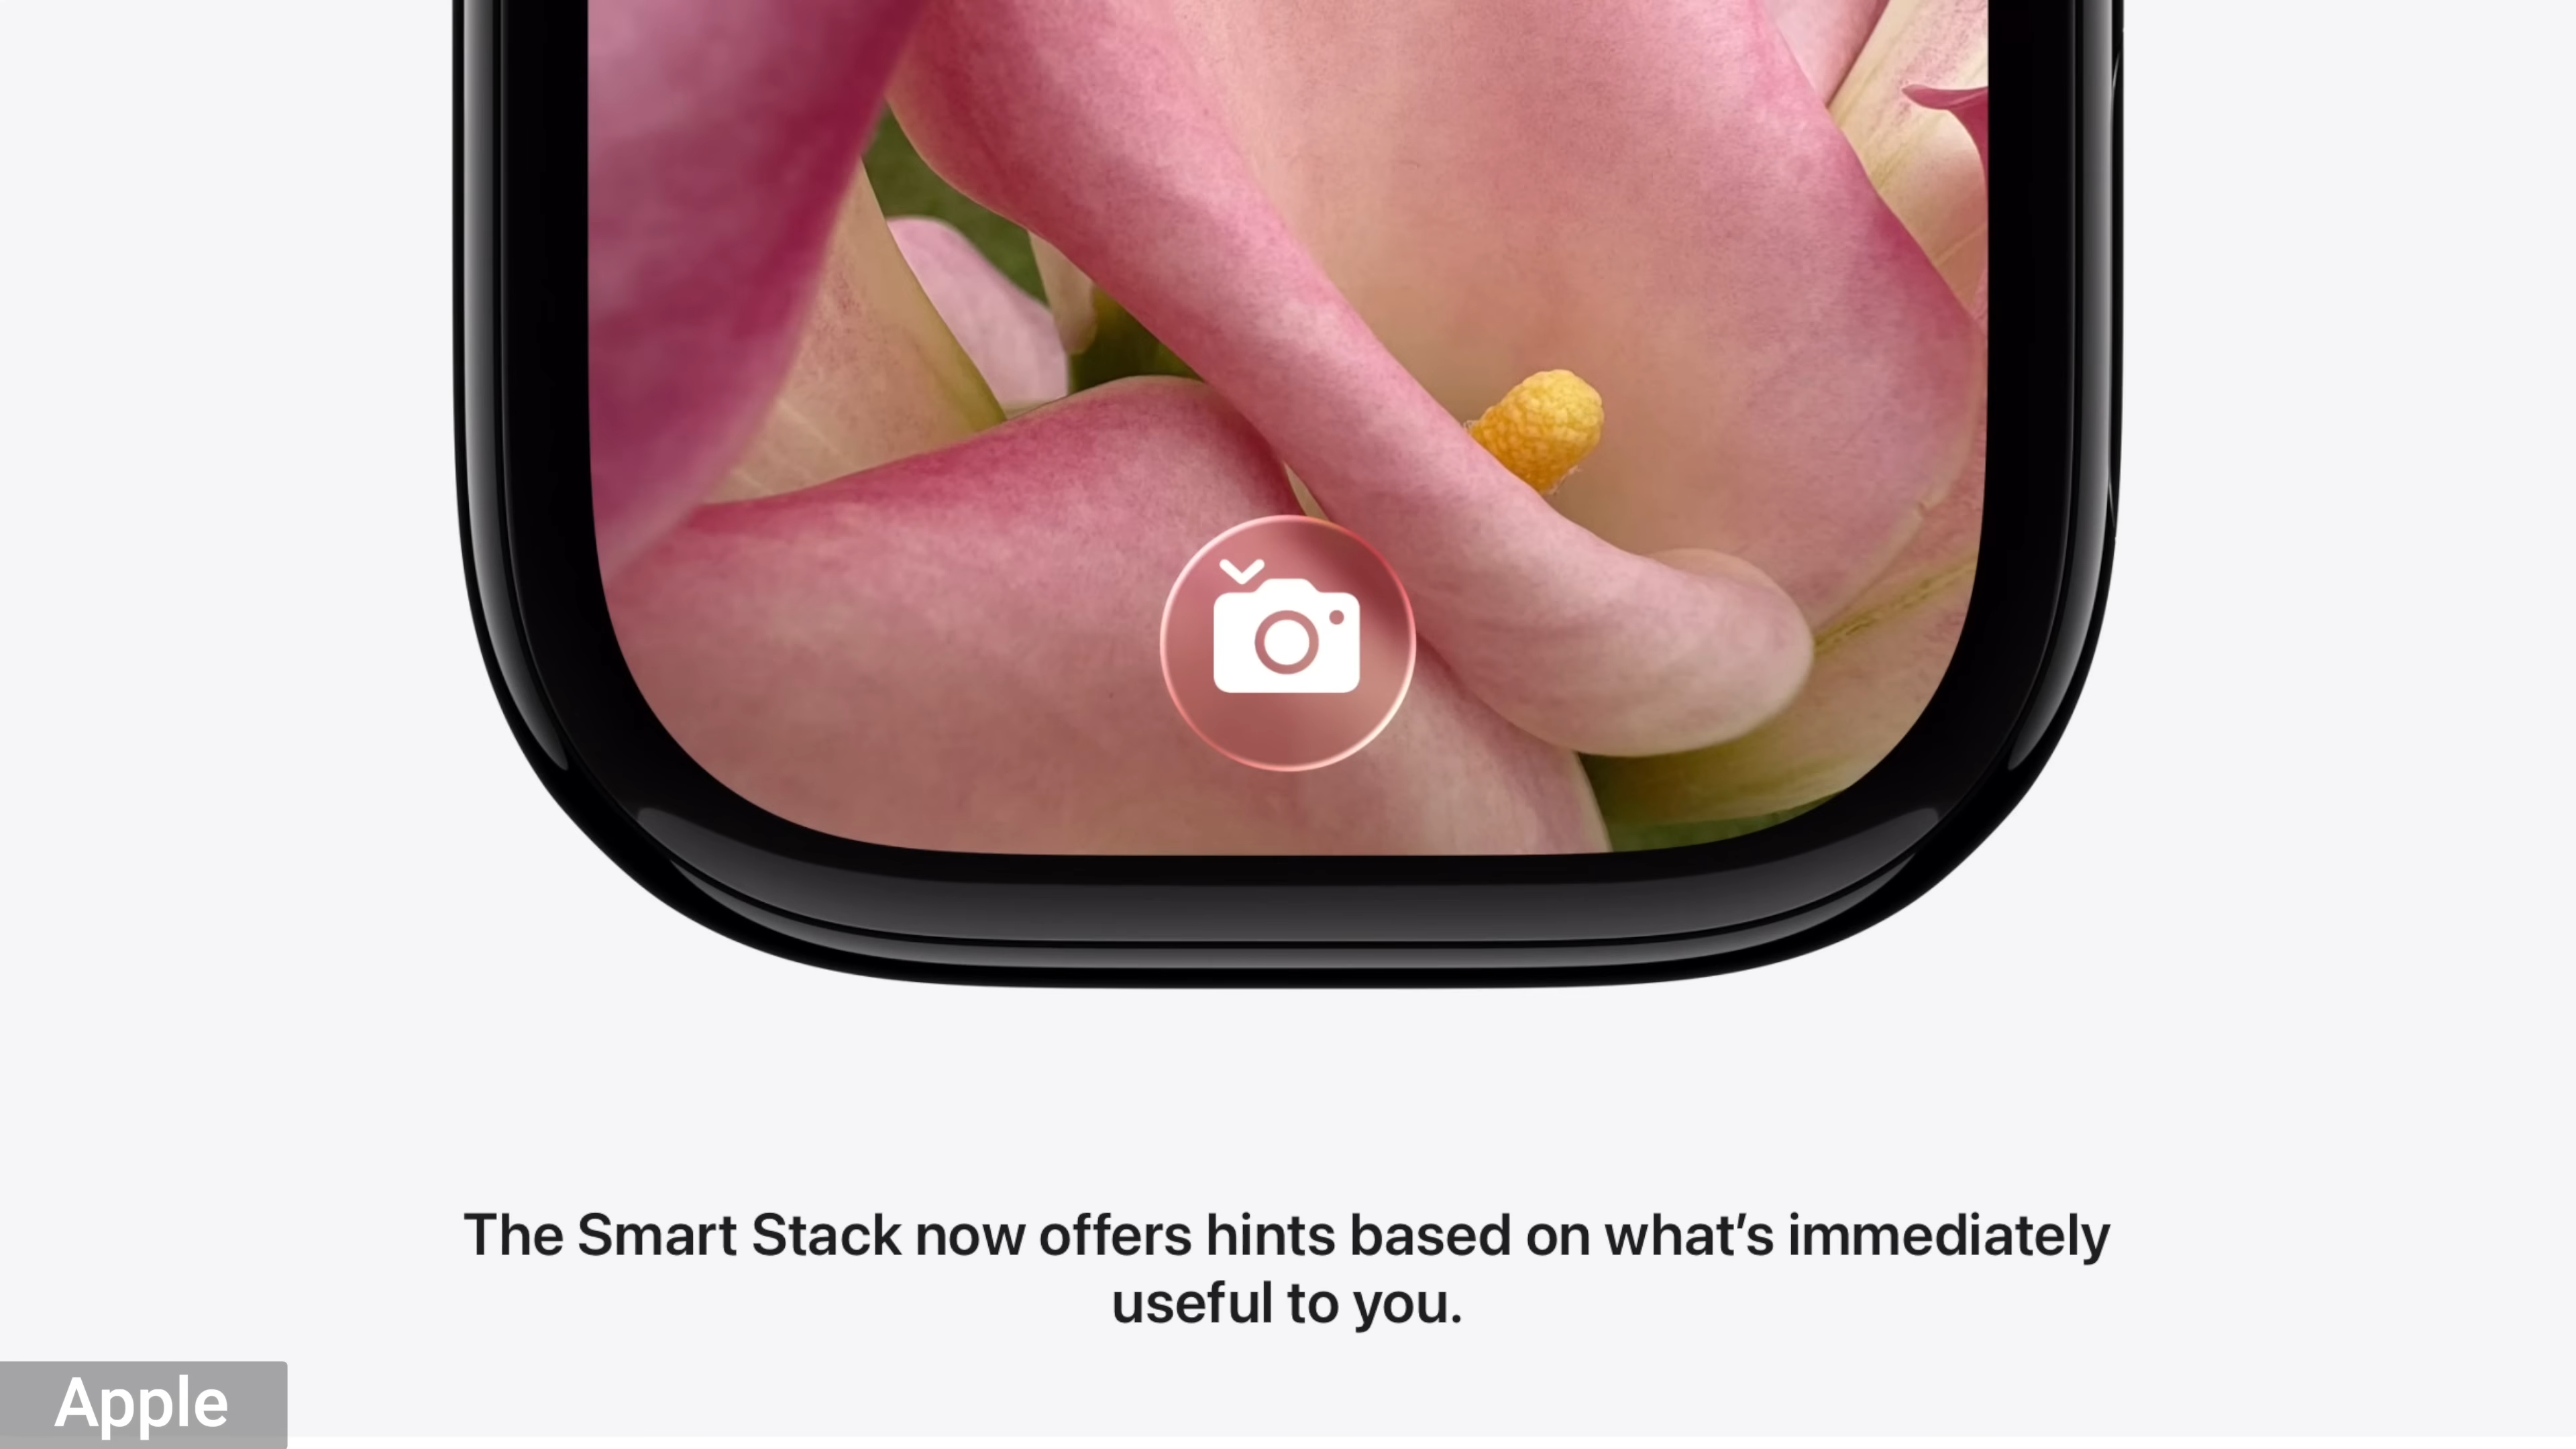 The Smart Stack now offers hints based on what’s immediately
useful to you.
Apple